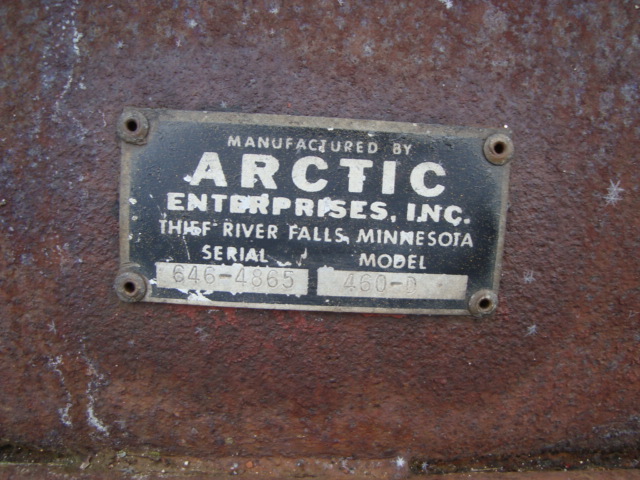 MANUFACTURED BY
ARCTIC
ENTERPRISES, INC.
THIEF RIVER FALLS, MINNESOTA
SERIAL MODEL
646-4865 460-D